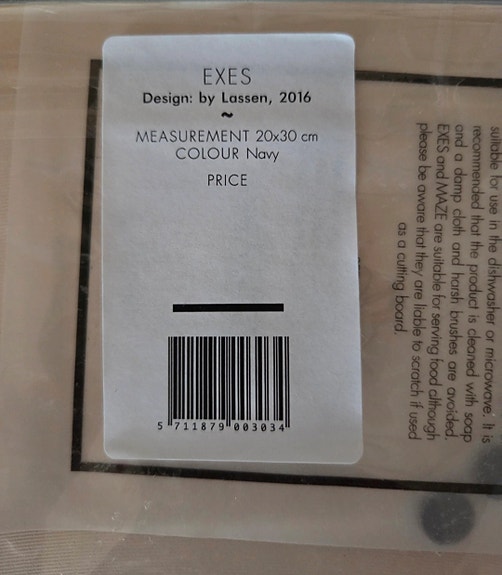 EXES
Design: by Lassen, 2016
~
MEASUREMENT 20x30 cm
COLOUR Navy
PRICE
5 711879 003034
suitable for use in the dishwasher or microwave. It is
recommended that the product is cleaned with soap
and a damp cloth and harsh brushes are avoided.
EXES and MAZE are suitable for serving food although
please be aware that they are liable to scratch if used
as a cutting board.